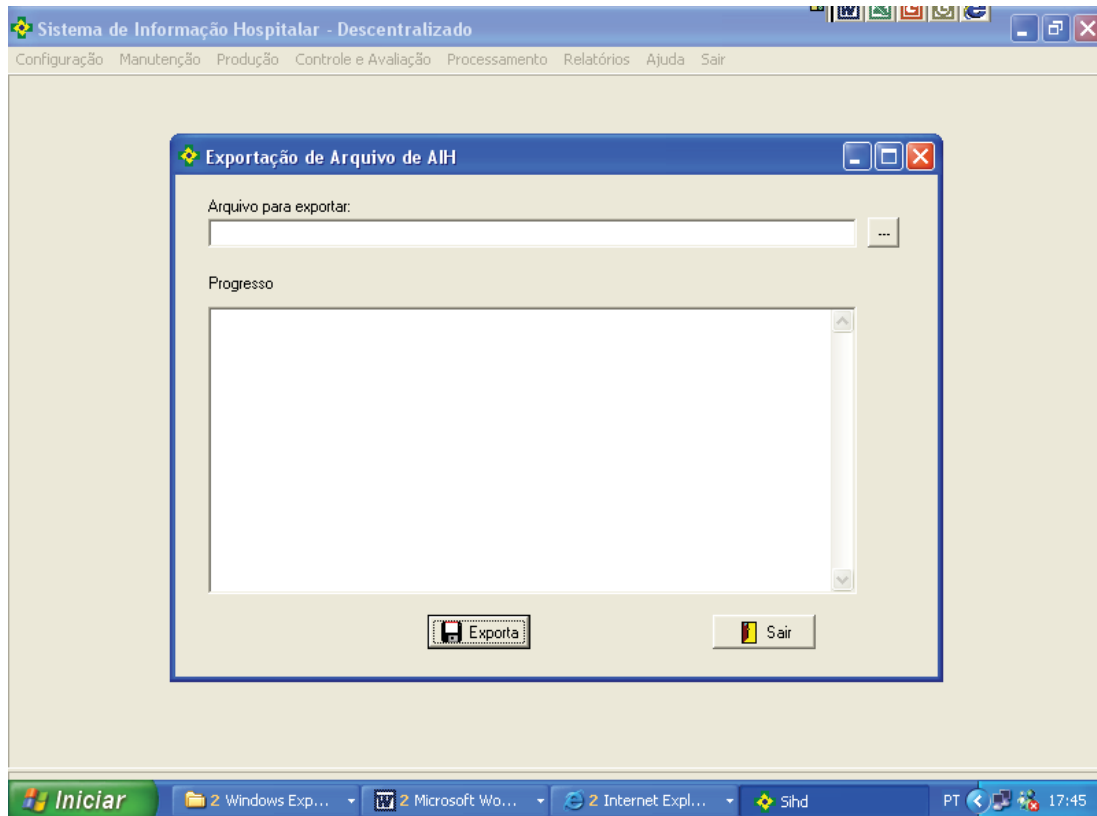 Sistema de Informação Hospitalar - Descentralizado
Configuração Manutenção Produção Controle e Avaliação Processamento Relatórios Ajuda Sair
Exportação de Arquivo de AIH
Arquivo para exportar:
...
Progresso
Exporta Sair
Iniciar 2 Windows Exp... 2 Microsoft Wo... 2 Internet Expl... Sihd PT 17:45